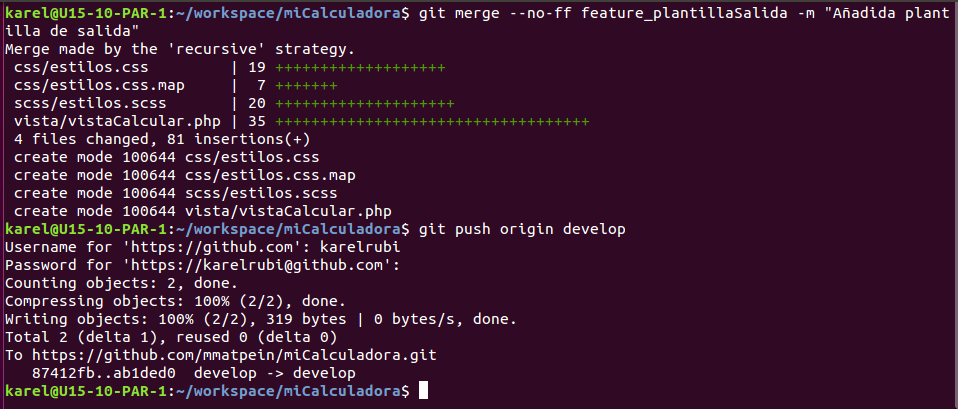 karel@U15-10-PAR-1:~/workspace/miCalculadora$ git merge --no-ff feature_plantillaSalida -m "Añadida plant
illa de salida"
Merge made by the 'recursive' strategy.
 css/estilos.css         | 19 +++++++++++++++++++
 css/estilos.css.map     |  7 +++++++
 scss/estilos.scss       | 20 ++++++++++++++++++++
 vista/vistaCalcular.php | 35 +++++++++++++++++++++++++++++++++++
 4 files changed, 81 insertions(+)
 create mode 100644 css/estilos.css
 create mode 100644 css/estilos.css.map
 create mode 100644 scss/estilos.scss
 create mode 100644 vista/vistaCalcular.php
karel@U15-10-PAR-1:~/workspace/miCalculadora$ git push origin develop
Username for 'https://github.com': karelrubi
Password for 'https://karelrubi@github.com':
Counting objects: 2, done.
Compressing objects: 100% (2/2), done.
Writing objects: 100% (2/2), 319 bytes | 0 bytes/s, done.
Total 2 (delta 1), reused 0 (delta 0)
To https://github.com/mmatpein/miCalculadora.git
   87412fb..ab1ded0  develop -> develop
karel@U15-10-PAR-1:~/workspace/miCalculadora$